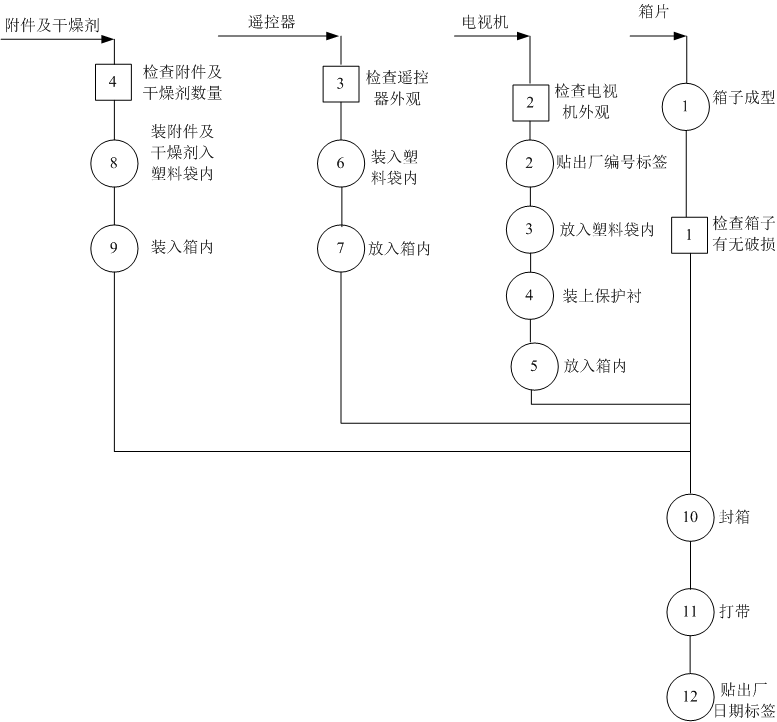 附件及干燥剂
遥控器
电视机
箱片
4
检查附件及
干燥剂数量
8
装附件及
干燥剂入
塑料袋内
9
装入箱内
3
检查遥控
器外观
6
装入塑
料袋内
7
放入箱内
2
检查电视
机外观
2
贴出厂编号标签
3
放入塑料袋内
4
装上保护衬
5
放入箱内
1
箱子成型
1
检查箱子
有无破损
10
封箱
11
打带
12
贴出厂
日期标签